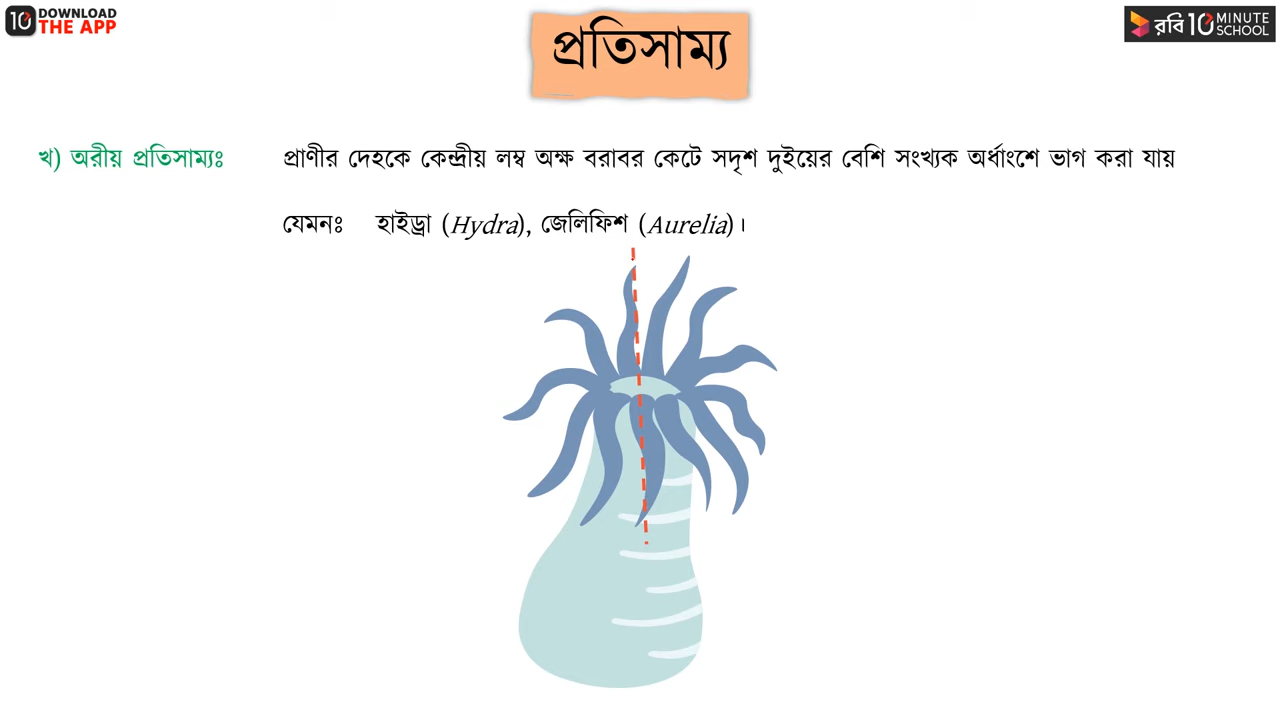 10 DOWNLOAD
THE APP
প্রতিসাম্য
রবি 10 MINUTE
SCHOOL
খ) অরীয় প্রতিসাম্যঃ প্রাণীর দেহকে কেন্দ্রীয় লম্ব অক্ষ বরাবর কেটে সদৃশ দুইয়ের বেশি সংখ্যক অর্ধাংশে ভাগ করা যায়
যেমনঃ হাইড্রা (Hydra), জেলিফিশ (Aurelia)।